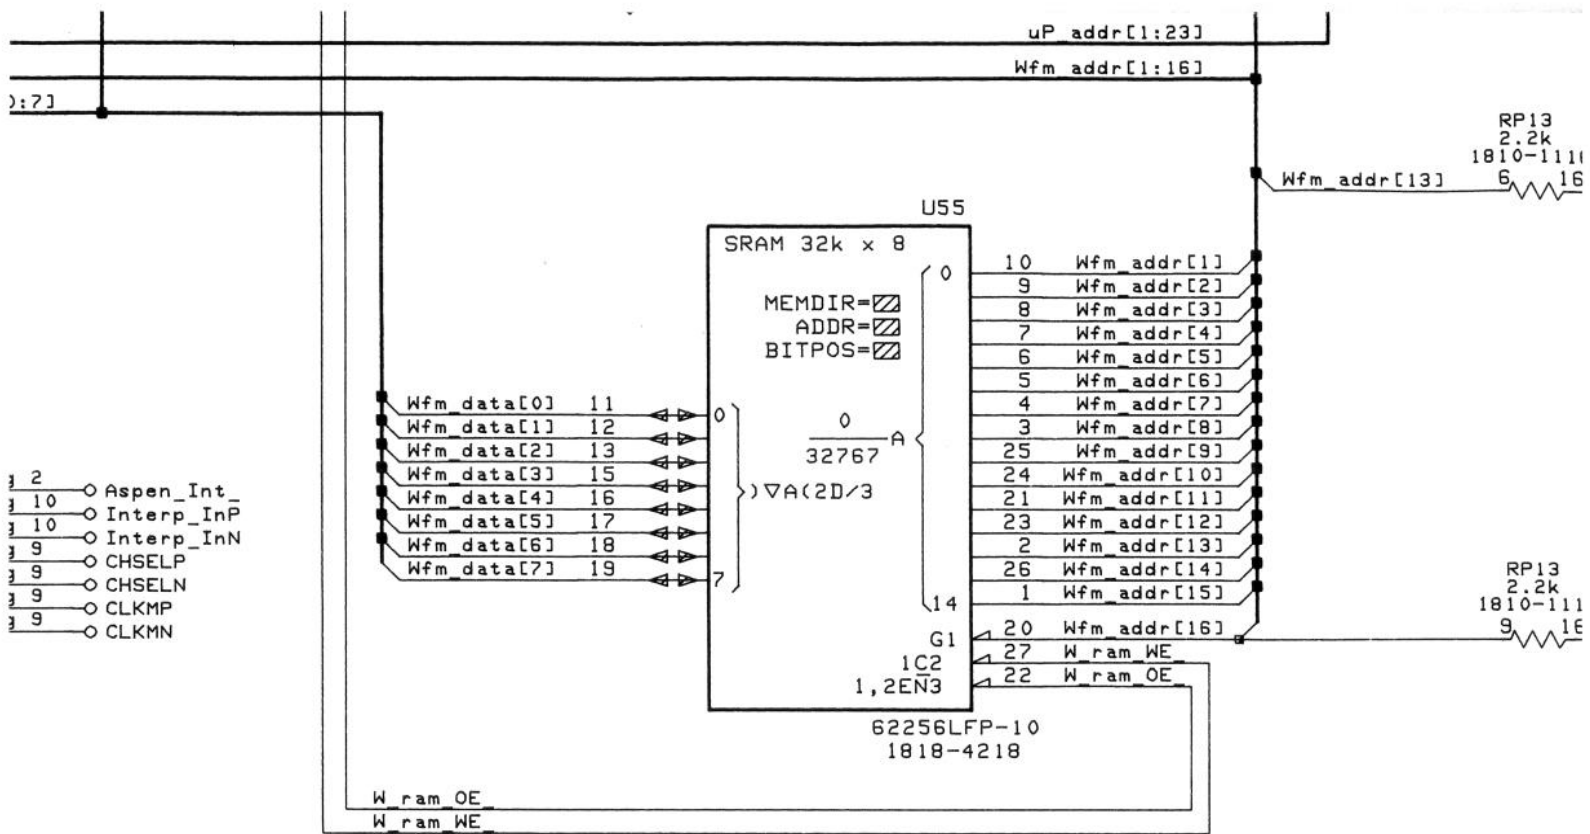 uP_addr[1:23]
Wfm_addr[1:16]
):7]
RP13
2.2k
1810-111
Wfm_addr[13] 6 16
U55
SRAM 32k x 8
MEMDIR=
ADDR=
BITPOS=
0
10 Wfm_addr[1]
9 Wfm_addr[2]
8 Wfm_addr[3]
7 Wfm_addr[4]
6 Wfm_addr[5]
5 Wfm_addr[6]
4 Wfm_addr[7]
3 Wfm_addr[8]
25 Wfm_addr[9]
24 Wfm_addr[10]
21 Wfm_addr[11]
23 Wfm_addr[12]
2 Wfm_addr[13]
26 Wfm_addr[14]
1 Wfm_addr[15]
14
G1 20 Wfm_addr[16]
1C2 27 W_ram_WE_
1,2EN3 22 W_ram_OE_
0
32767
A
Wfm_data[0] 11 0
Wfm_data[1] 12
Wfm_data[2] 13
Wfm_data[3] 15
Wfm_data[4] 16
Wfm_data[5] 17
Wfm_data[6] 18
Wfm_data[7] 19 7
)∇A(2D/3
2 Aspen_Int_
10 Interp_InP
10 Interp_InN
9 CHSELP
9 CHSELN
9 CLKMP
9 CLKMN
RP13
2.2k
1810-111
9 16
62256LFP-10
1818-4218
W_ram_OE_
W_ram_WE_